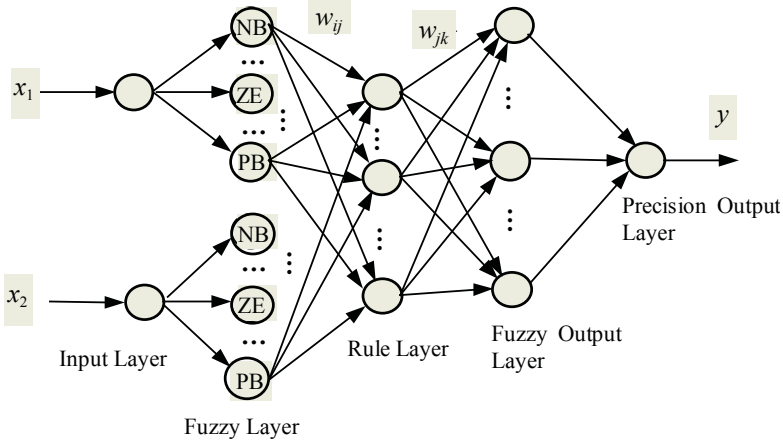 NB
w_ij
w_jk
...
x_1
ZE
...
...
...
y
...
PB
Precision Output
Layer
...
...
NB
...
...
x_2
ZE
...
Input Layer
PB
Rule Layer
Fuzzy Output
Layer
Fuzzy Layer